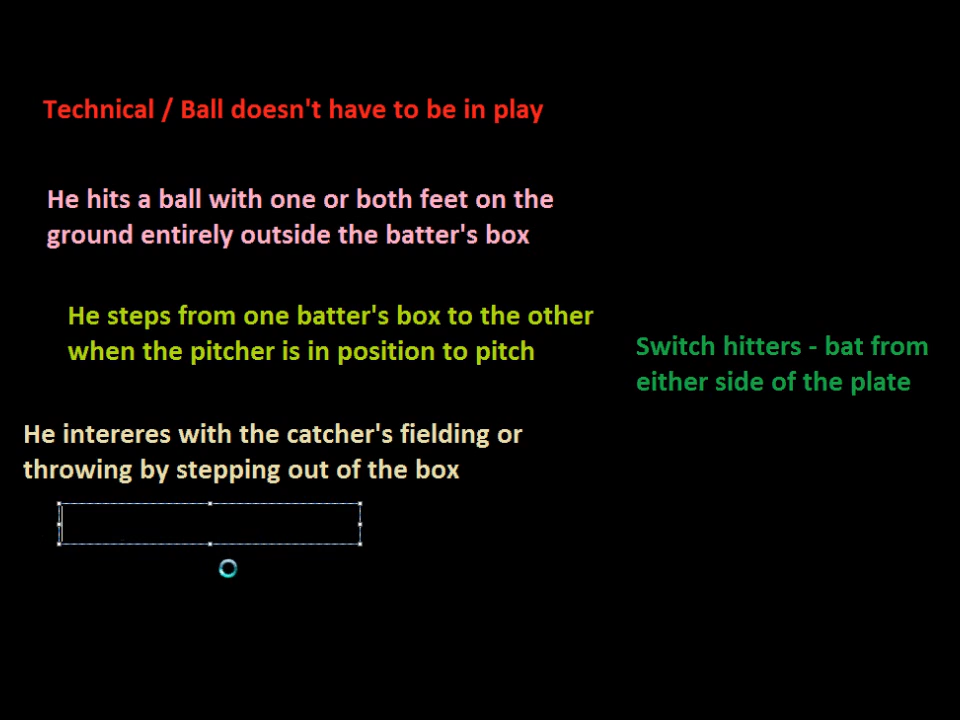 Technical / Ball doesn't have to be in play
He hits a ball with one or both feet on the
ground entirely outside the batter's box
He steps from one batter's box to the other
when the pitcher is in position to pitch
Switch hitters - bat from
either side of the plate
He intereres with the catcher's fielding or
throwing by stepping out of the box